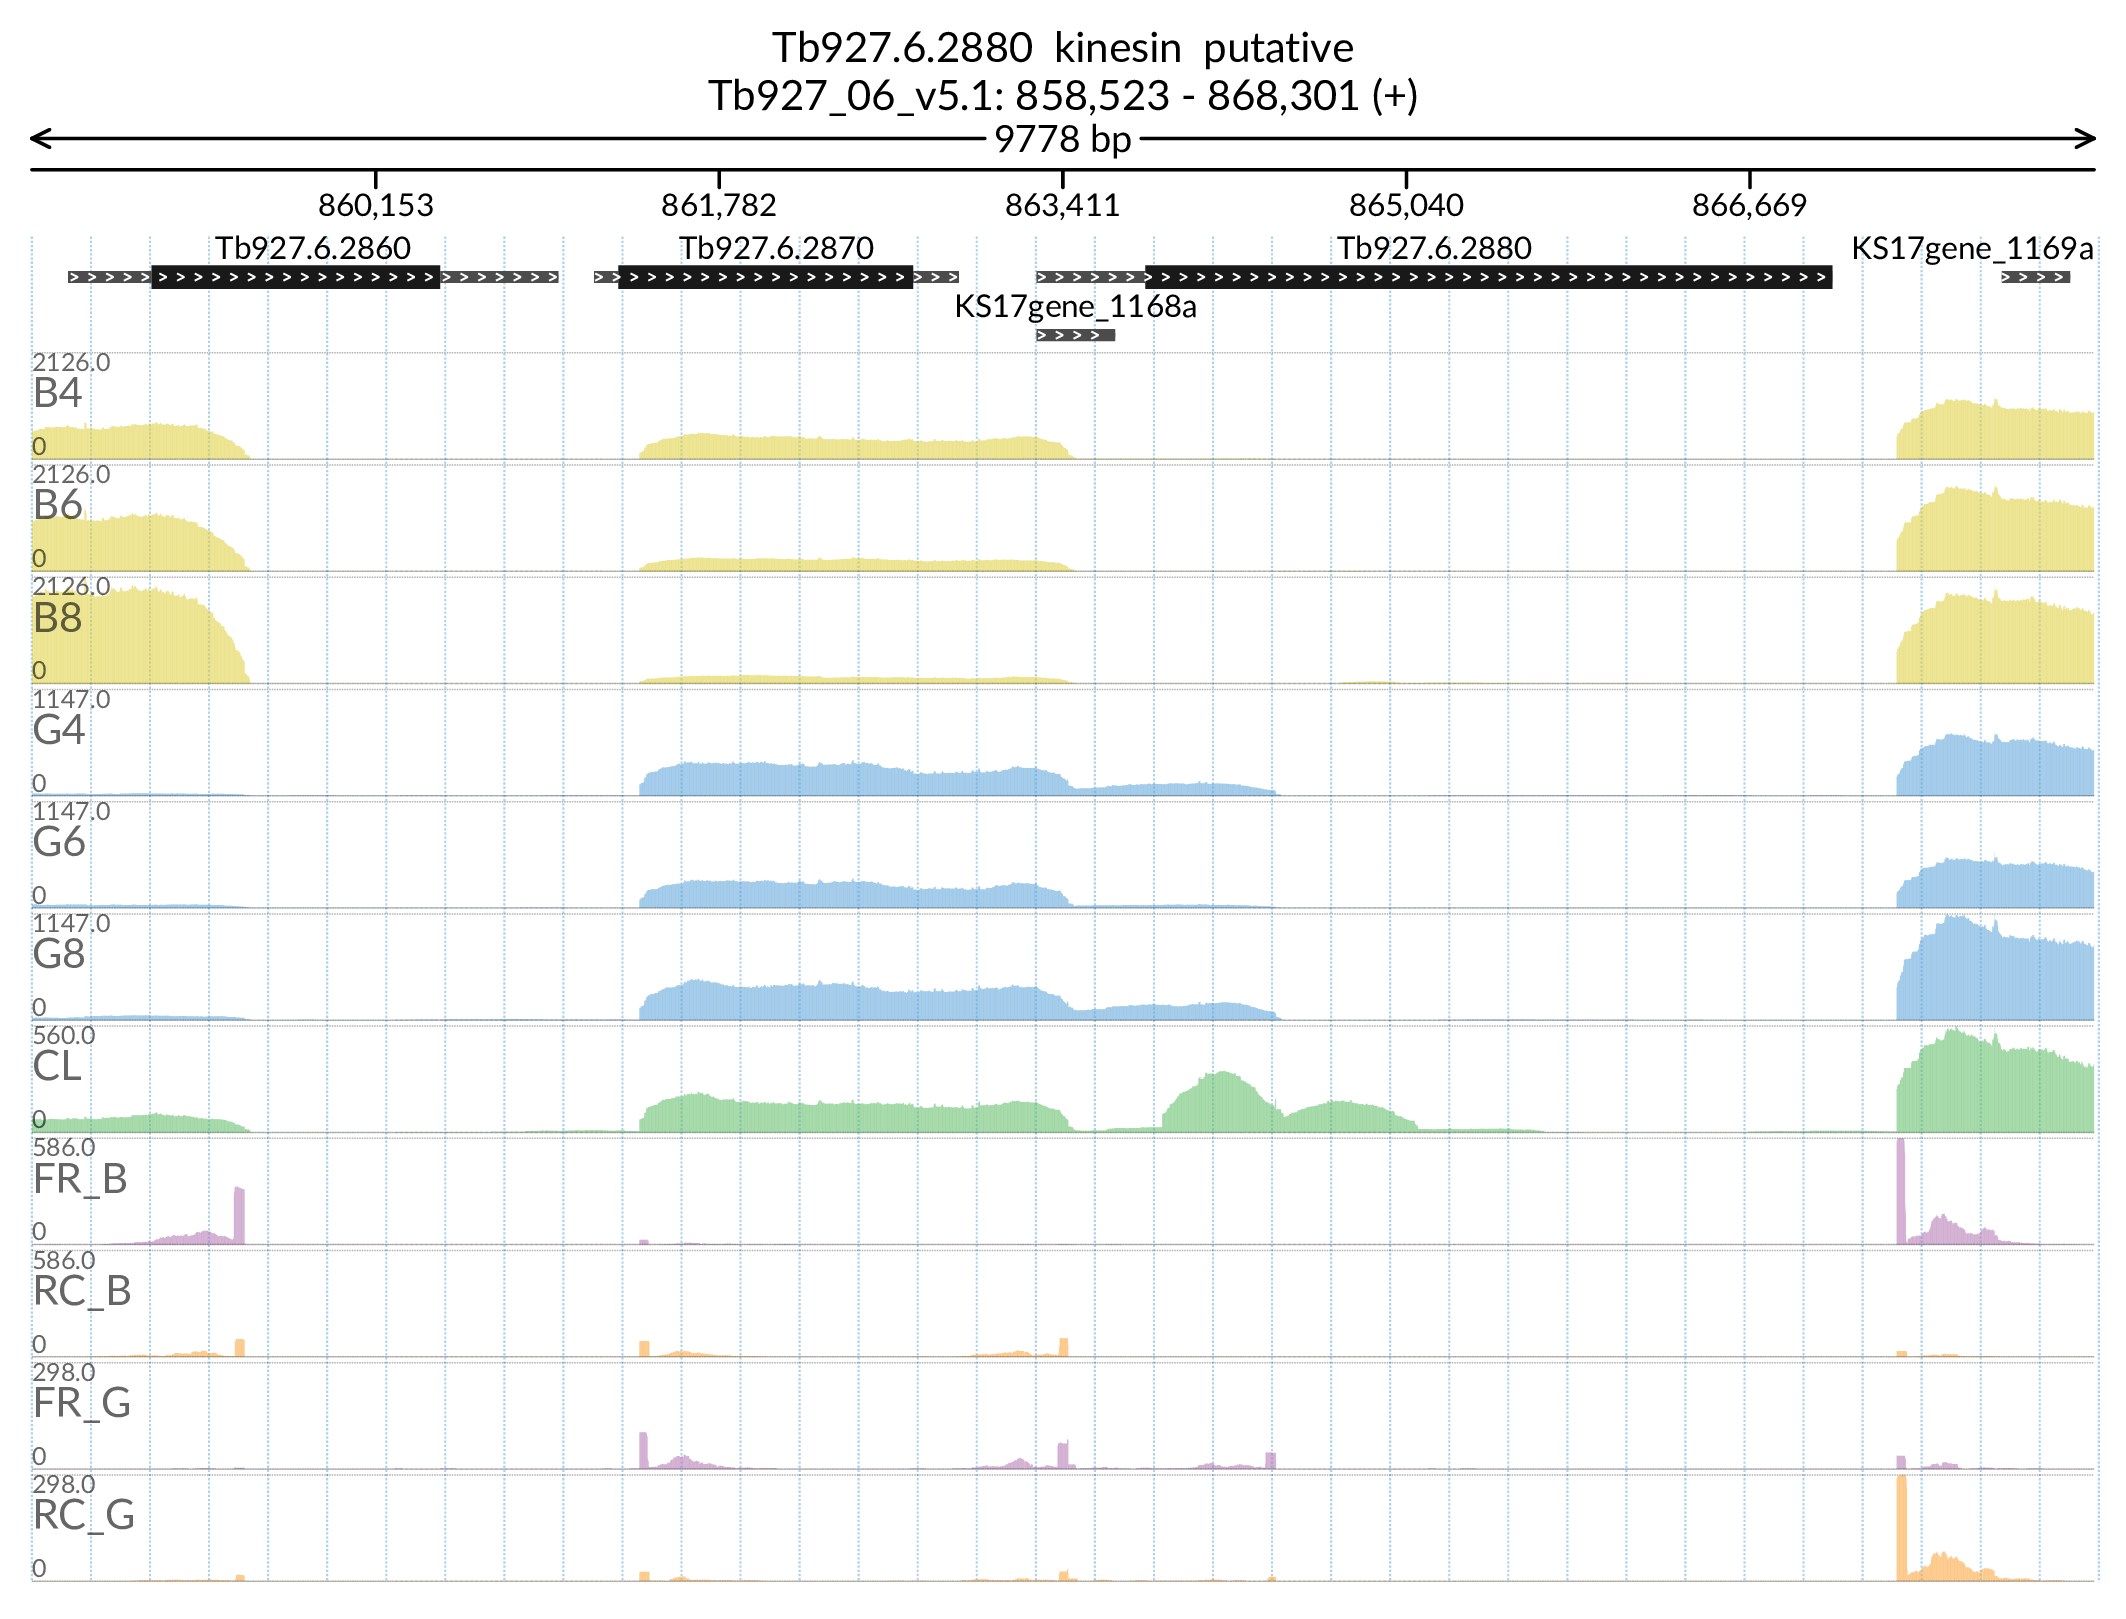 Tb927.6.2880 kinesin putative
Tb927_06_v5.1: 858,523 - 868,301 (+)
9778 bp
860,153 861,782 863,411 865,040 866,669
Tb927.6.2860 Tb927.6.2870 Tb927.6.2880 KS17gene_1169a
KS17gene_1168a
2126.0
B4
0
2126.0
B6
0
2126.0
B8
0
1147.0
G4
0
1147.0
G6
0
1147.0
G8
0
560.0
CL
0
586.0
FR_B
0
586.0
RC_B
0
298.0
FR_G
0
298.0
RC_G
0